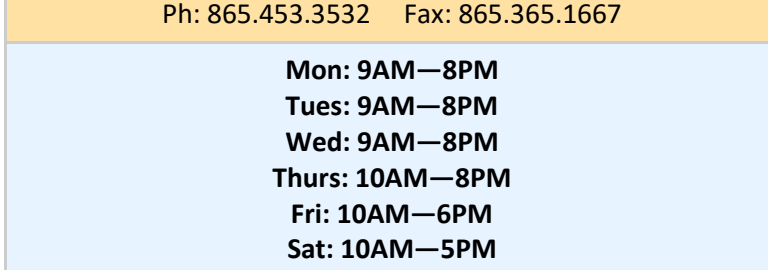 Ph: 865.453.3532 Fax: 865.365.1667
Mon: 9AM—8PM
Tues: 9AM—8PM
Wed: 9AM—8PM
Thurs: 10AM—8PM
Fri: 10AM—6PM
Sat: 10AM—5PM